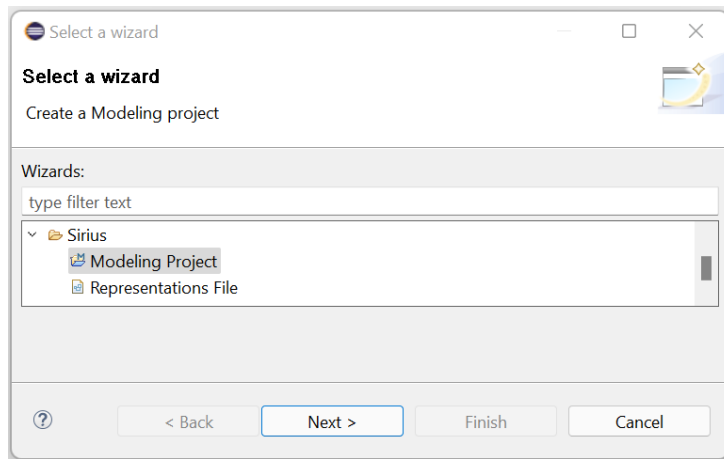 Select a wizard
Select a wizard
Create a Modeling project
Wizards:
type filter text
Sirius
Modeling Project
Representations File
? < Back Next > Finish Cancel